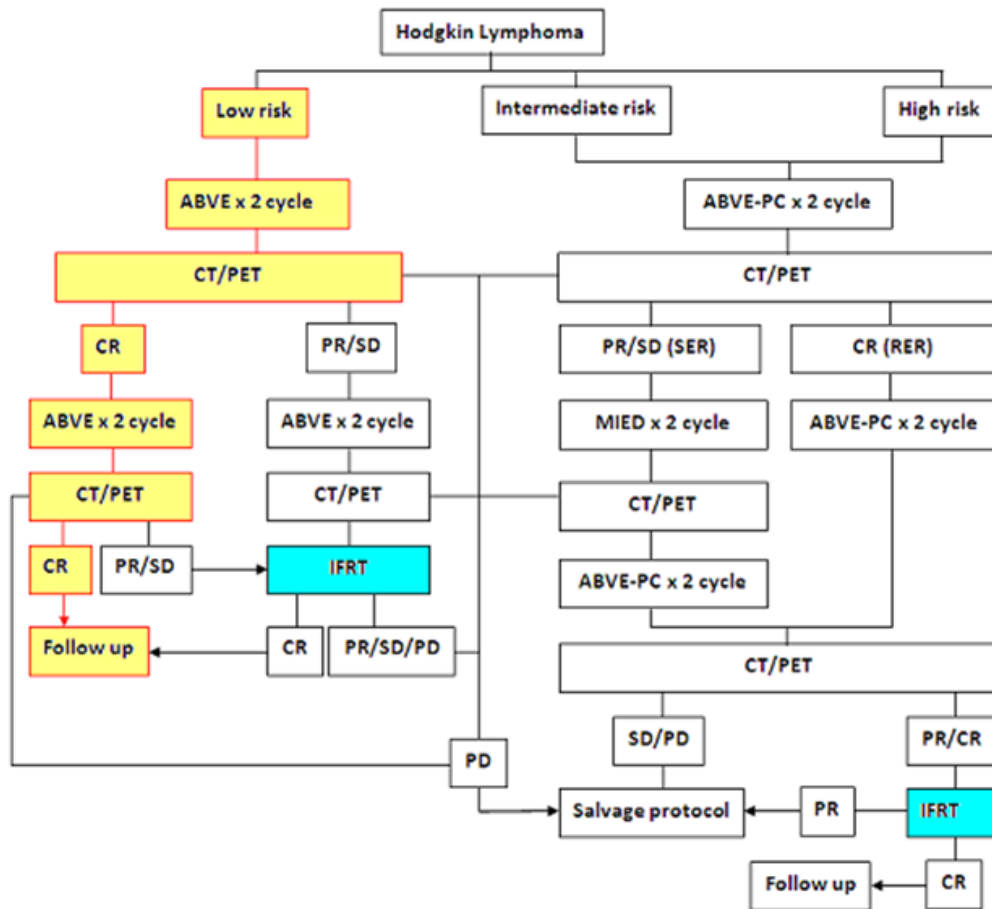 Hodgkin Lymphoma
Low risk
Intermediate risk
High risk
ABVE x 2 cycle
ABVE-PC x 2 cycle
CT/PET
CT/PET
CR
PR/SD
PR/SD (SER)
CR (RER)
ABVE x 2 cycle
ABVE x 2 cycle
MIED x 2 cycle
ABVE-PC x 2 cycle
CT/PET
CT/PET
CT/PET
CR
PR/SD
IFRT
ABVE-PC x 2 cycle
Follow up
CR
PR/SD/PD
CT/PET
SD/PD
PR/CR
PD
Salvage protocol
PR
IFRT
Follow up
CR